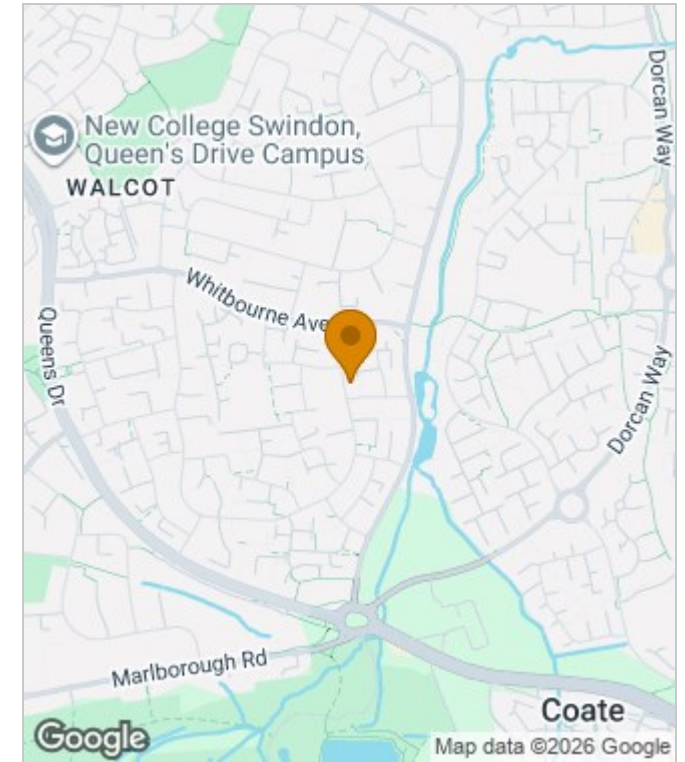 Dorcan Way
New College Swindon,
Queen's Drive Campus
WALCOT
Whitbourne Ave
Queens Dr
Dorcan Way
Marlborough Rd
Coate
Google
Map data ©2026 Google